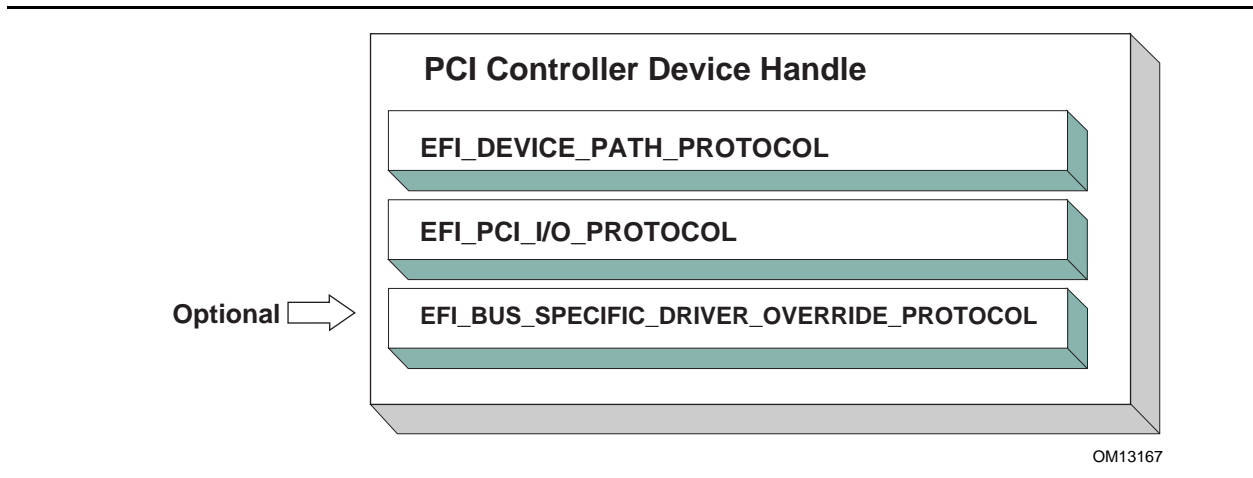 PCI Controller Device Handle
EFI_DEVICE_PATH_PROTOCOL
EFI_PCI_I/O_PROTOCOL
Optional
EFI_BUS_SPECIFIC_DRIVER_OVERRIDE_PROTOCOL
OM13167